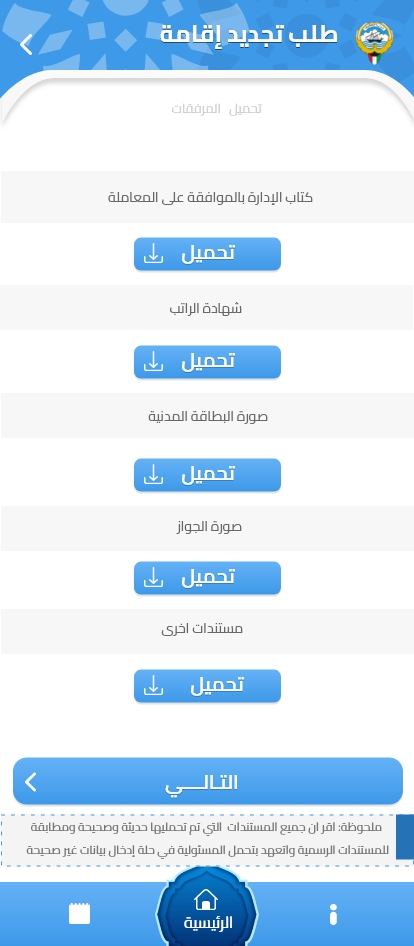 طلب تجديد إقامة
تحميل المرفقات
كتاب الإدارة بالموافقة على المعاملة
تحميل
شهادة الراتب
تحميل
صورة البطاقة المدنية
تحميل
صورة الجواز
تحميل
مستندات اخرى
تحميل
التـالــــي
ملحوظة: اقر ان جميع المستندات التي تم تحمليها حديثة وصحيحة ومطابقة
للمستندات الرسمية واتعهد بتحمل المسئولية في حلة إدخال بيانات غير صحيحة
الرئيسية